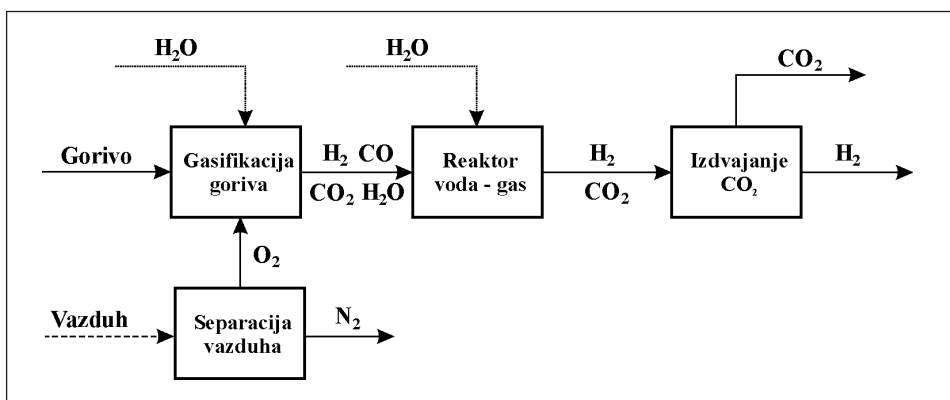 H₂O
H₂O
CO₂
Gorivo
Gasifikacija
goriva
H₂ CO
CO₂ H₂O
Reaktor
voda - gas
H₂
CO₂
Izdvajanje
CO₂
H₂
O₂
Vazduh
Separacija
vazduha
N₂